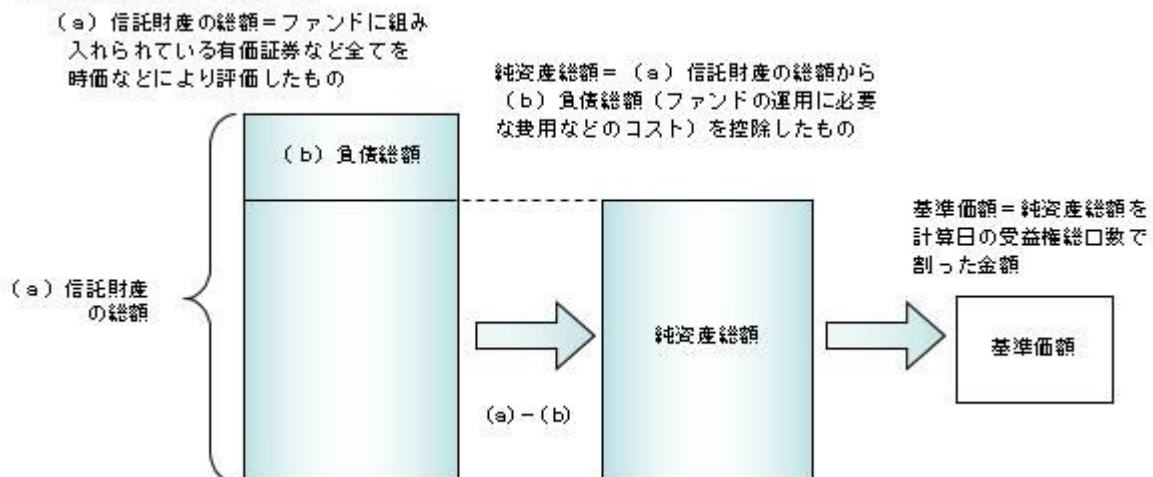 （a）信託財産の総額＝ファンドに組み
入れられている有価証券など全てを
時価などにより評価したもの
純資産総額＝（a）信託財産の総額から
（b）負債総額（ファンドの運用に必要
な費用などのコスト）を控除したもの
（b）負債総額
基準価額＝純資産総額を
計算日の受益権総口数で
割った金額
（a）信託財産
の総額
純資産総額
基準価額
(a)－(b)